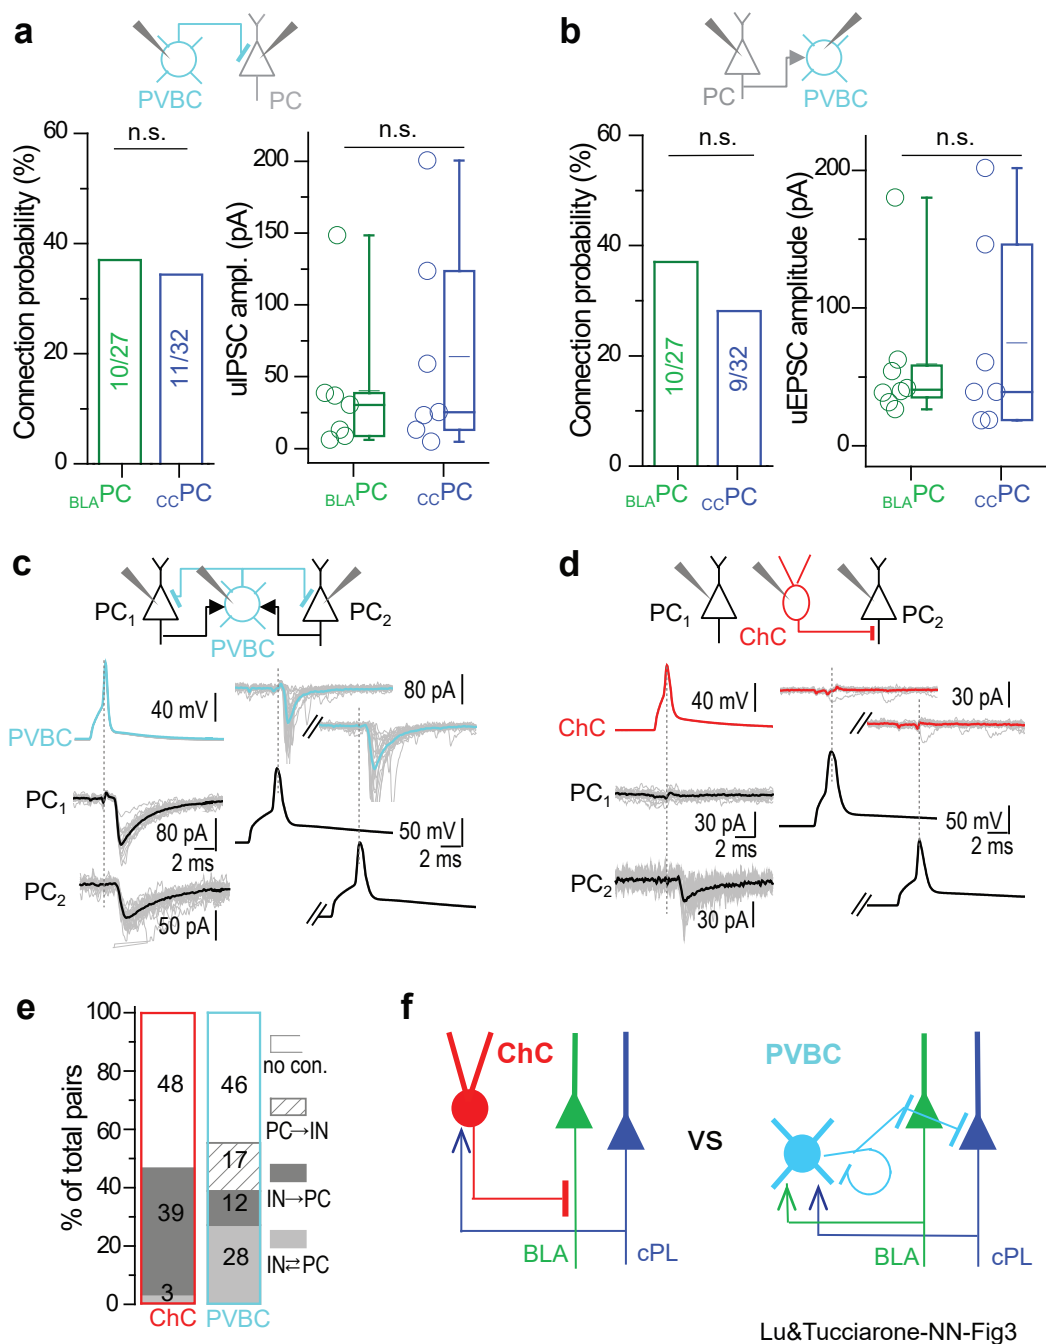 a
PVBC
PC
n.s.
n.s.
Connection probability (%)
60
40
20
0
10/27
11/32
BLAPC
CCPC
uIPSC ampl. (pA)
200
150
100
50
0
BLAPC
CCPC
b
PC
PVBC
n.s.
n.s.
Connection probability (%)
60
40
20
0
10/27
9/32
BLAPC
CCPC
uEPSC amplitude (pA)
200
100
0
BLAPC
CCPC
c
PC1
PC2
PVBC
PVBC
40 mV
80 pA
PC1
80 pA
2 ms
50 mV
2 ms
PC2
50 pA
d
PC1
PC2
ChC
ChC
40 mV
30 pA
PC1
30 pA
2 ms
50 mV
2 ms
PC2
30 pA
e
% of total pairs
100
80
60
40
20
0
48
39
3
46
17
12
28
ChC
PVBC
no con.
PC→IN
IN→PC
IN⇄PC
f
ChC
BLA
cPL
VS
PVBC
BLA
cPL
Lu&Tucciarone-NN-Fig3